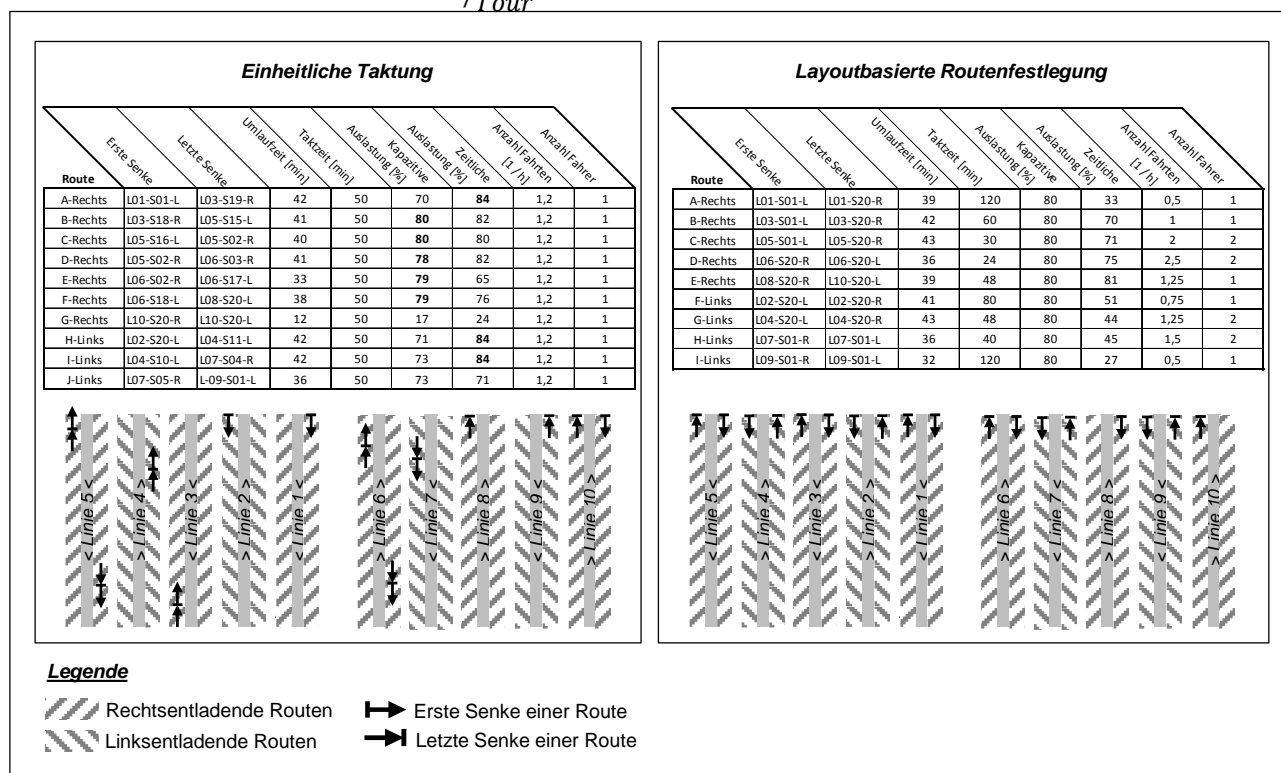 /Tour
Einheitliche Taktung
Route Erste Senke Letzte Senke Umlaufzeit [min] Taktzeit [min] Auslastung [%] Kapazitive Auslastung [%] Zeitliche Anzahl Fahrten [1 / h] Anzahl Fahrer
A-Rechts L01-S01-L L03-S19-R 42 50 70 84 1,2 1
B-Rechts L03-S18-R L05-S15-L 41 50 80 82 1,2 1
C-Rechts L05-S16-L L05-S02-R 40 50 80 80 1,2 1
D-Rechts L05-S02-R L06-S03-R 41 50 78 82 1,2 1
E-Rechts L06-S02-R L06-S17-L 33 50 79 65 1,2 1
F-Rechts L06-S18-L L08-S20-L 38 50 79 76 1,2 1
G-Rechts L10-S20-R L10-S20-L 12 50 17 24 1,2 1
H-Links L02-S20-L L04-S11-L 42 50 71 84 1,2 1
I-Links L04-S10-L L07-S04-R 42 50 73 84 1,2 1
J-Links L07-S05-R L-09-S01-L 36 50 73 71 1,2 1
< Linie 5 < > Linie 4 > < Linie 3 < > Linie 2 > < Linie 1 < > Linie 6 > < Linie 7 < > Linie 8 > < Linie 9 < > Linie 10 >
Layoutbasierte Routenfestlegung
Route Erste Senke Letzte Senke Umlaufzeit [min] Taktzeit [min] Auslastung [%] Kapazitive Auslastung [%] Zeitliche Anzahl Fahrten [1 / h] Anzahl Fahrer
A-Rechts L01-S01-L L01-S20-R 39 120 80 33 0,5 1
B-Rechts L03-S01-L L03-S20-R 42 60 80 70 1 1
C-Rechts L05-S01-L L05-S20-R 43 30 80 71 2 2
D-Rechts L06-S20-R L06-S20-L 36 24 80 75 2,5 2
E-Rechts L08-S20-R L10-S20-L 39 48 80 81 1,25 1
F-Links L02-S20-L L02-S20-R 41 80 80 51 0,75 1
G-Links L04-S20-L L04-S20-R 43 48 80 44 1,25 2
H-Links L07-S01-R L07-S01-L 36 40 80 45 1,5 2
I-Links L09-S01-R L09-S01-L 32 120 80 27 0,5 1
< Linie 5 < > Linie 4 > < Linie 3 < > Linie 2 > < Linie 1 < > Linie 6 > < Linie 7 < > Linie 8 > < Linie 9 < > Linie 10 >
Legende
Rechtsentladende Routen Erste Senke einer Route
Linksentladende Routen Letzte Senke einer Route